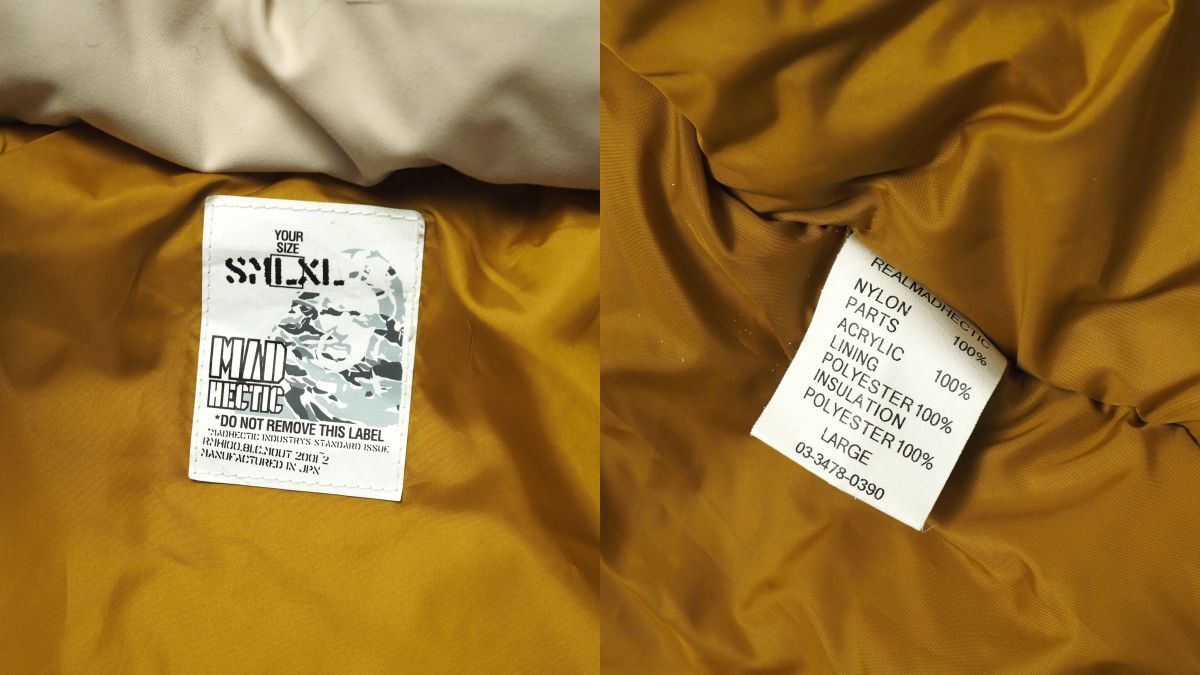 YOUR
SIZE
SMLXL
MAD
HECTIC
*DO NOT REMOVE THIS LABEL
*MADHECTIC INDUSTRYS STANDARD ISSUE
MANUFACTURED IN JPN
REALMADHECTIC
NYLON 100%
PARTS
ACRYLIC 100%
LINING
POLYESTER 100%
INSULATION
POLYESTER 100%
LARGE
03-3478-0390